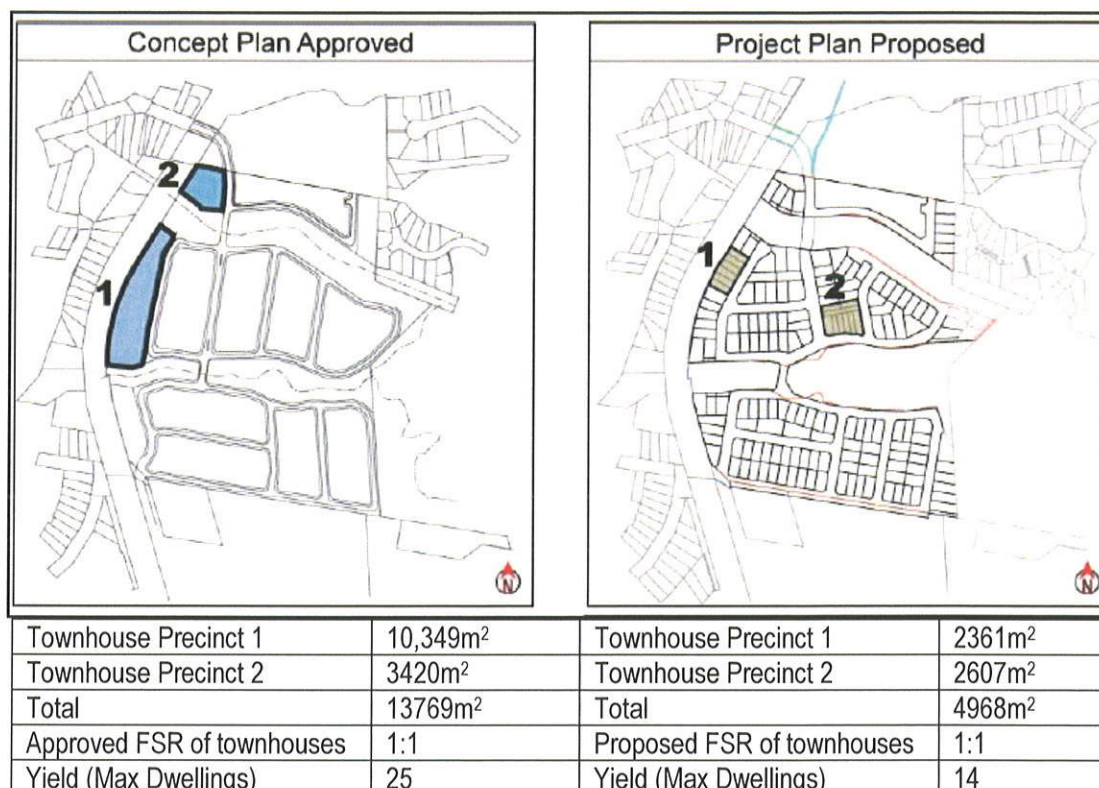 Concept Plan Approved
Project Plan Proposed
2
1
N
1
2
N
Townhouse Precinct 1 10,349m² Townhouse Precinct 1 2361m²
Townhouse Precinct 2 3420m² Townhouse Precinct 2 2607m²
Total 13769m² Total 4968m²
Approved FSR of townhouses 1:1 Proposed FSR of townhouses 1:1
Yield (Max Dwellings) 25 Yield (Max Dwellings) 14